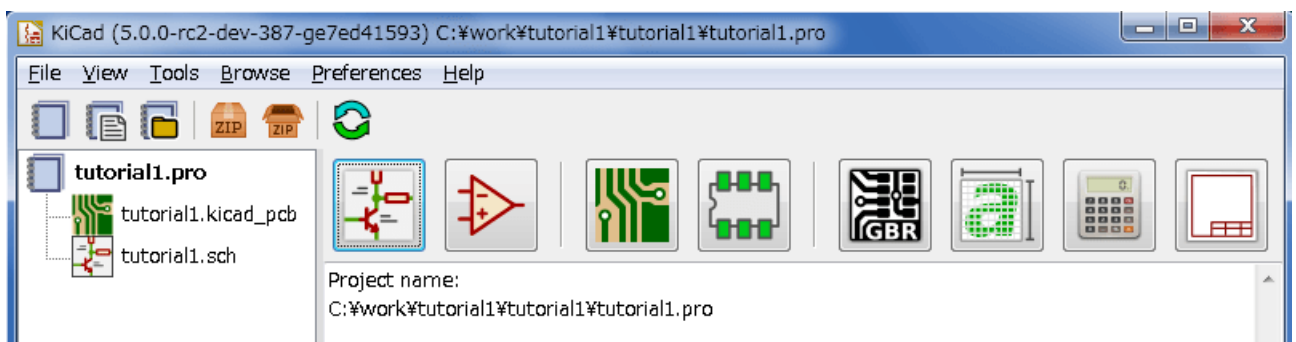 KiCad (5.0.0-rc2-dev-387-ge7ed41593) C:¥work¥tutorial1¥tutorial1¥tutorial1.pro
File View Tools Browse Preferences Help
ZIP ZIP
tutorial1.pro
tutorial1.kicad_pcb
tutorial1.sch
GBR a 0.
Project name:
C:¥work¥tutorial1¥tutorial1¥tutorial1.pro